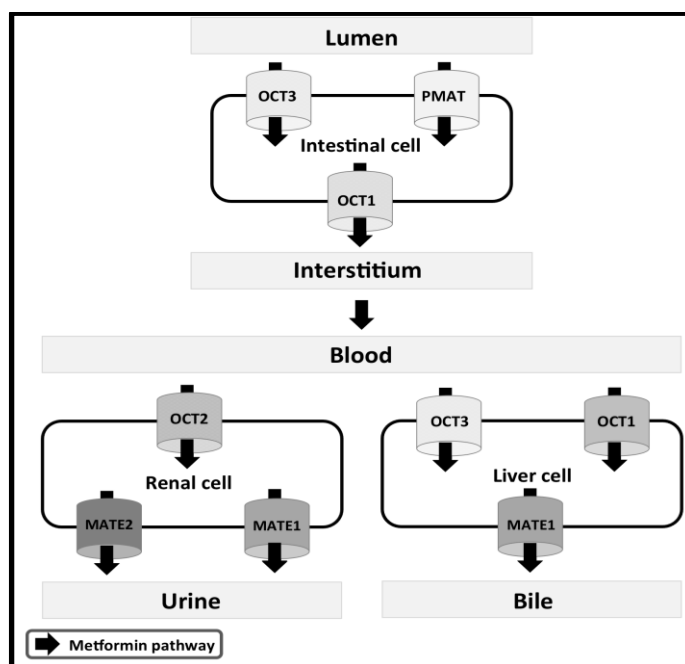 Lumen
OCT3
PMAT
Intestinal cell
OCT1
Interstitium
Blood
OCT2
OCT3
OCT1
Renal cell
Liver cell
MATE2
MATE1
MATE1
Urine
Bile
Metformin pathway